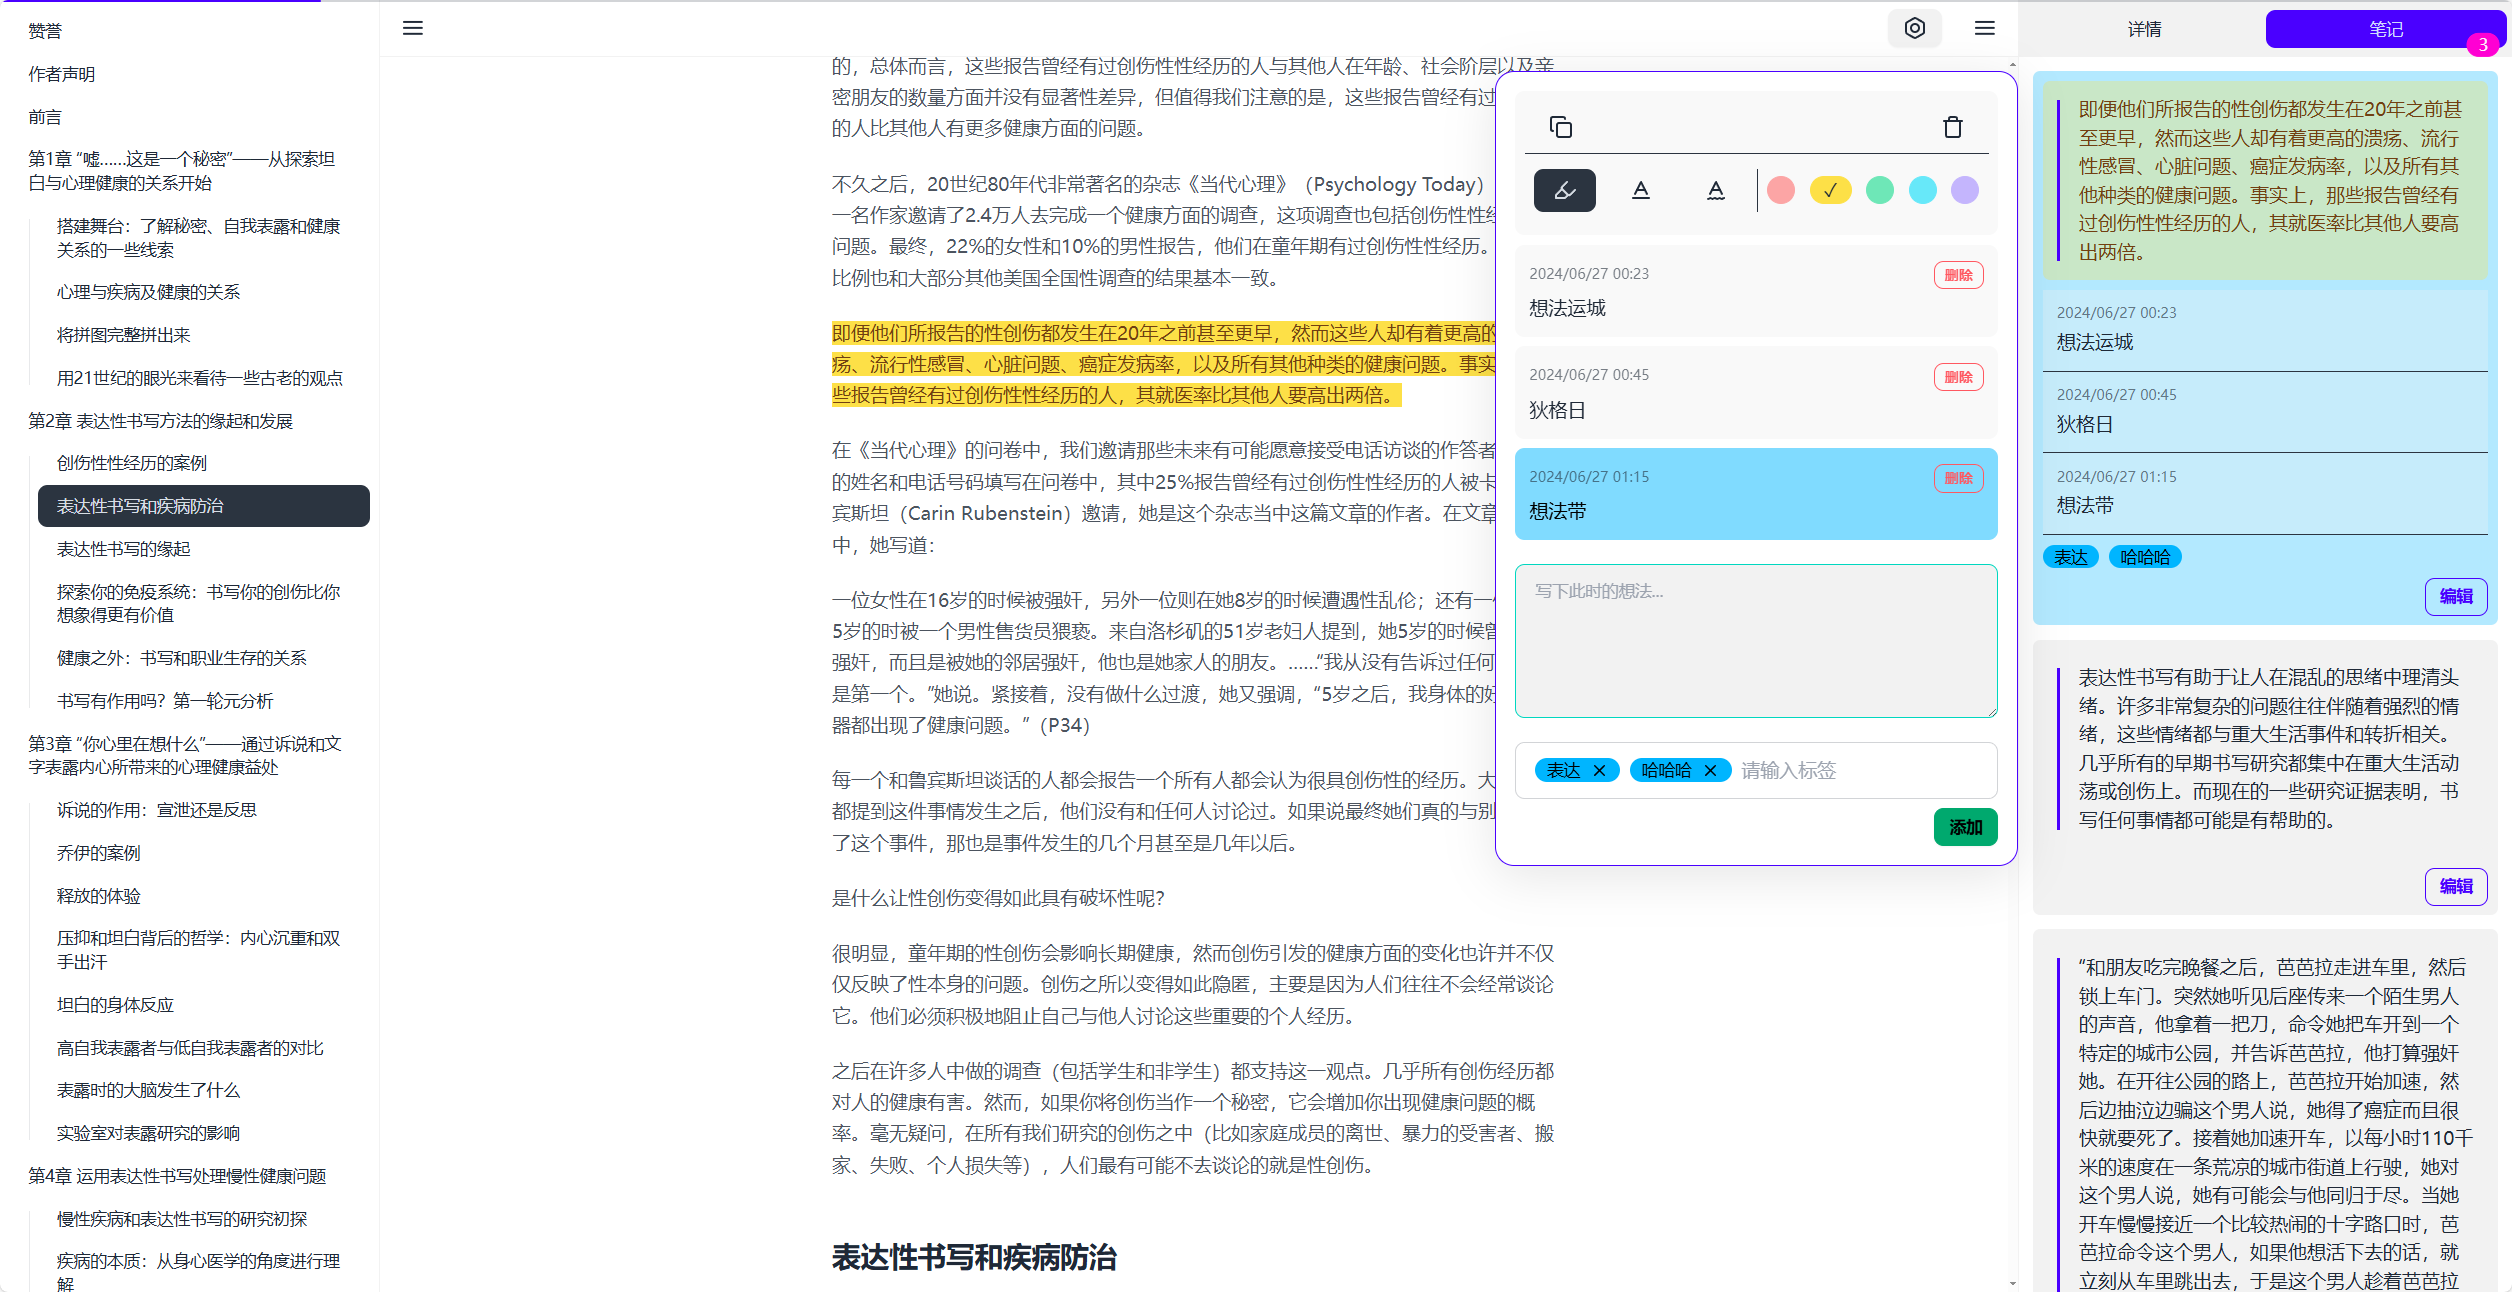 赞誉
作者声明
前言
第1章 “嘘……这是一个秘密”——从探索坦
白与心理健康的关系开始
搭建舞台：了解秘密、自我表露和健康
关系的一些线索
心理与疾病及健康的关系
将拼图完整拼出来
用21世纪的眼光来看待一些古老的观点
第2章 表达性书写方法的缘起和发展
创伤性性经历的案例
表达性书写和疾病防治
表达性书写的缘起
探索你的免疫系统：书写你的创伤比你
想象得更有价值
健康之外：书写和职业生存的关系
书写有作用吗？第一轮元分析
第3章 “你心里在想什么”——通过诉说和文
字表露内心所带来的心理健康益处
诉说的作用：宣泄还是反思
乔伊的案例
释放的体验
压抑和坦白背后的哲学：内心沉重和双
手出汗
坦白的身体反应
高自我表露者与低自我表露者的对比
表露时的大脑发生了什么
实验室对表露研究的影响
第4章 运用表达性书写处理慢性健康问题
慢性疾病和表达性书写的研究初探
疾病的本质：从身心医学的角度进行理
解
的，总体而言，这些报告曾经有过创伤性性经历的人与其他人在年龄、社会阶层以及亲
密朋友的数量方面并没有显著性差异，但值得我们注意的是，这些报告曾经有过
的人比其他人有更多健康方面的问题。
不久之后，20世纪80年代非常著名的杂志《当代心理》（Psychology Today）
一名作家邀请了2.4万人去完成一个健康方面的调查，这项调查也包括创伤性性经
问题。最终，22%的女性和10%的男性报告，他们在童年期有过创伤性性经历。
比例也和大部分其他美国全国性调查的结果基本一致。
即便他们所报告的性创伤都发生在20年之前甚至更早，然而这些人却有着更高的
疡、流行性感冒、心脏问题、癌症发病率，以及所有其他种类的健康问题。事实
些报告曾经有过创伤性性经历的人，其就医率比其他人要高出两倍。
在《当代心理》的问卷中，我们邀请那些未来有可能愿意接受电话访谈的作答者
的姓名和电话号码填写在问卷中，其中25%报告曾经有过创伤性性经历的人被卡
宾斯坦（Carin Rubenstein）邀请，她是这个杂志当中这篇文章的作者。在文章
中，她写道：
一位女性在16岁的时候被强奸，另外一位则在她8岁的时候遭遇性乱伦；还有一
5岁的时被一个男性售货员猥亵。来自洛杉矶的51岁老妇人提到，她5岁的时候曾
强奸，而且是被她的邻居强奸，他也是她家人的朋友。……“我从没有告诉过任何
是第一个。”她说。紧接着，没有做什么过渡，她又强调，“5岁之后，我身体的好
器都出现了健康问题。”（P34）
每一个和鲁宾斯坦谈话的人都会报告一个所有人都会认为很具创伤性的经历。大
都提到这件事情发生之后，他们没有和任何人讨论过。如果说最终她们真的与别
了这个事件，那也是事件发生的几个月甚至是几年以后。
是什么让性创伤变得如此具有破坏性呢？
很明显，童年期的性创伤会影响长期健康，然而创伤引发的健康方面的变化也许并不仅
仅反映了性本身的问题。创伤之所以变得如此隐匿，主要是因为人们往往不会经常谈论
它。他们必须积极地阻止自己与他人讨论这些重要的个人经历。
之后在许多人中做的调查（包括学生和非学生）都支持这一观点。几乎所有创伤经历都
对人的健康有害。然而，如果你将创伤当作一个秘密，它会增加你出现健康问题的概
率。毫无疑问，在所有我们研究的创伤之中（比如家庭成员的离世、暴力的受害者、搬
家、失败、个人损失等），人们最有可能不去谈论的就是性创伤。
表达性书写和疾病防治
2024/06/27 00:23
删除
想法运城
2024/06/27 00:45
删除
狄格日
2024/06/27 01:15
删除
想法带
写下此时的想法...
表达
哈哈哈
请输入标签
添加
详情
笔记
3
即便他们所报告的性创伤都发生在20年之前甚
至更早，然而这些人却有着更高的溃疡、流行
性感冒、心脏问题、癌症发病率，以及所有其
他种类的健康问题。事实上，那些报告曾经有
过创伤性性经历的人，其就医率比其他人要高
出两倍。
2024/06/27 00:23
想法运城
2024/06/27 00:45
狄格日
2024/06/27 01:15
想法带
表达
哈哈哈
编辑
表达性书写有助于让人在混乱的思绪中理清头
绪。许多非常复杂的问题往往伴随着强烈的情
绪，这些情绪都与重大生活事件和转折相关。
几乎所有的早期书写研究都集中在重大生活动
荡或创伤上。而现在的一些研究证据表明，书
写任何事情都可能是有帮助的。
编辑
“和朋友吃完晚餐之后，芭芭拉走进车里，然后
锁上车门。突然她听见后座传来一个陌生男人
的声音，他拿着一把刀，命令她把车开到一个
特定的城市公园，并告诉芭芭拉，他打算强奸
她。在开往公园的路上，芭芭拉开始加速，然
后边抽泣边骗这个男人说，她得了癌症而且很
快就要死了。接着她加速开车，以每小时110千
米的速度在一条荒凉的城市街道上行驶，她对
这个男人说，她有可能会与他同归于尽。当她
开车慢慢接近一个比较热闹的十字路口时，芭
芭拉命令这个男人，如果他想活下去的话，就
立刻从车里跳出去，于是这个男人趁着芭芭拉